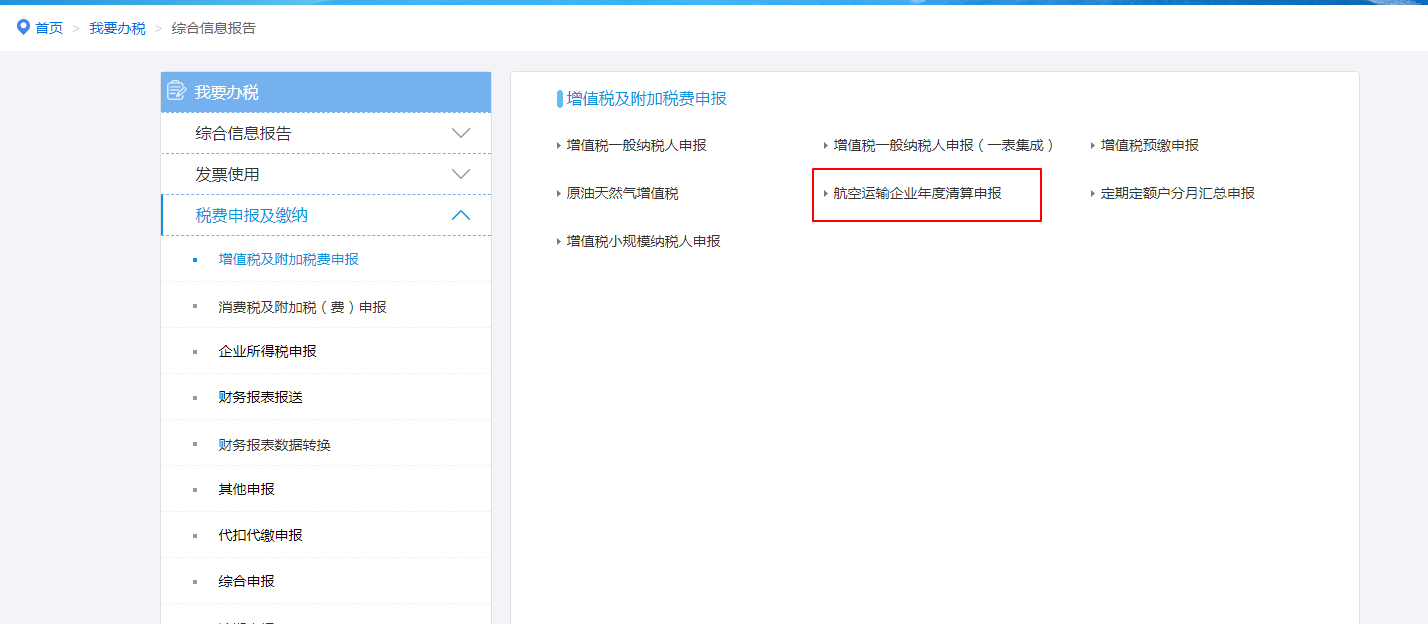 首页 > 我要办税 > 综合信息报告
我要办税
综合信息报告
发票使用
税费申报及缴纳
增值税及附加税费申报
消费税及附加税（费）申报
企业所得税申报
财务报表报送
财务报表数据转换
其他申报
代扣代缴申报
综合申报
增值税及附加税费申报
增值税一般纳税人申报
增值税一般纳税人申报（一表集成）
增值税预缴申报
原油天然气增值税
航空运输企业年度清算申报
定期定额户分月汇总申报
增值税小规模纳税人申报